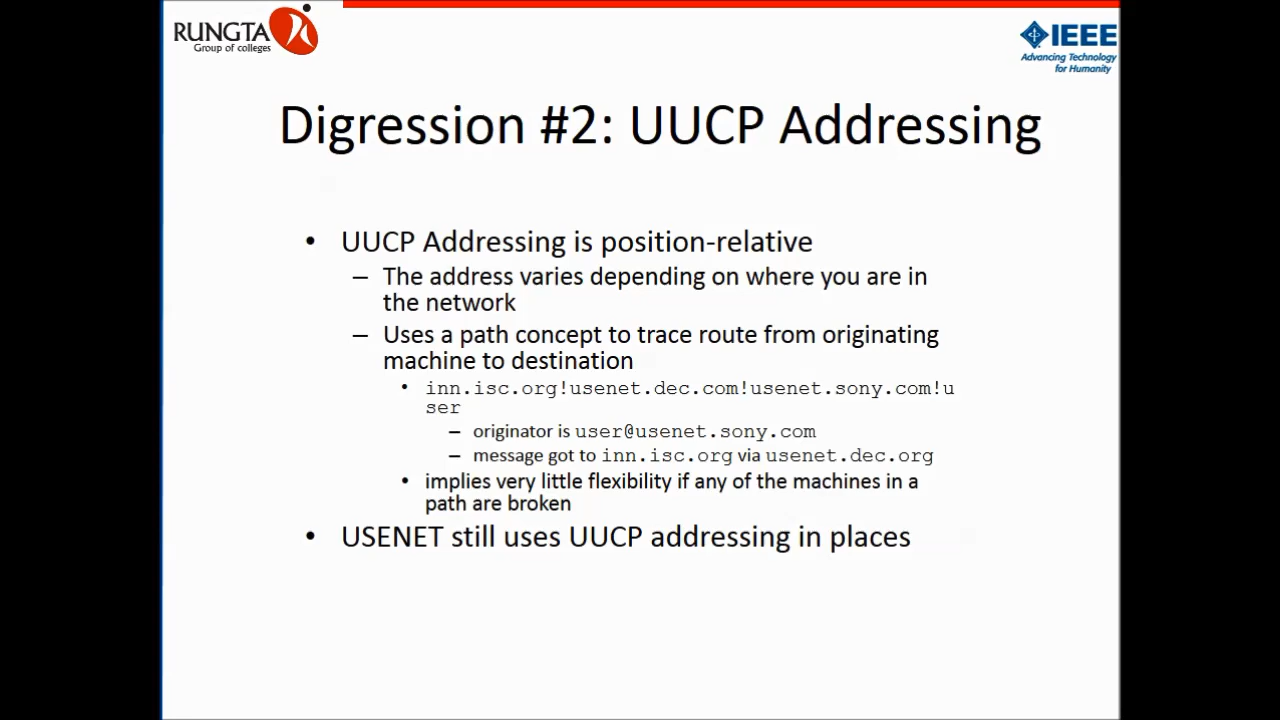 RUNGTA
Group of colleges
IEEE
Advancing Technology
for Humanity
Digression #2: UUCP Addressing
• UUCP Addressing is position-relative
– The address varies depending on where you are in
the network
– Uses a path concept to trace route from originating
machine to destination
• inn.isc.org!usenet.dec.com!usenet.sony.com!u
ser
– originator is user@usenet.sony.com
– message got to inn.isc.org via usenet.dec.org
• implies very little flexibility if any of the machines in a
path are broken
• USENET still uses UUCP addressing in places